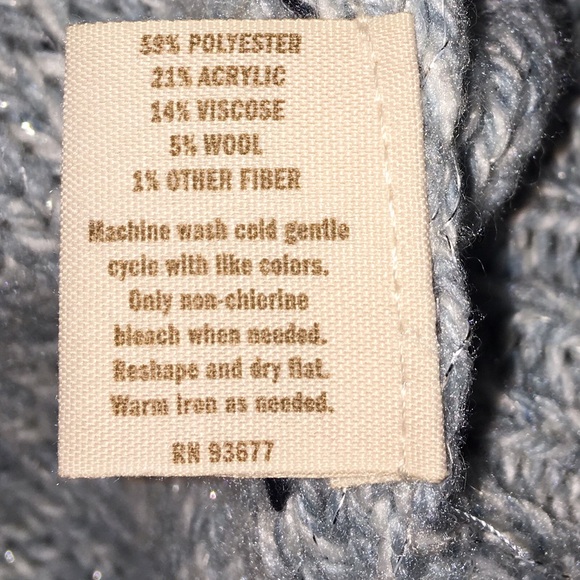 59% POLYESTER
21% ACRYLIC
14% VISCOSE
5% WOOL
1% OTHER FIBER
Machine wash cold gentle
cycle with like colors.
Only non-chlorine
bleach when needed.
Reshape and dry flat.
Warm iron as needed.
RN 93677